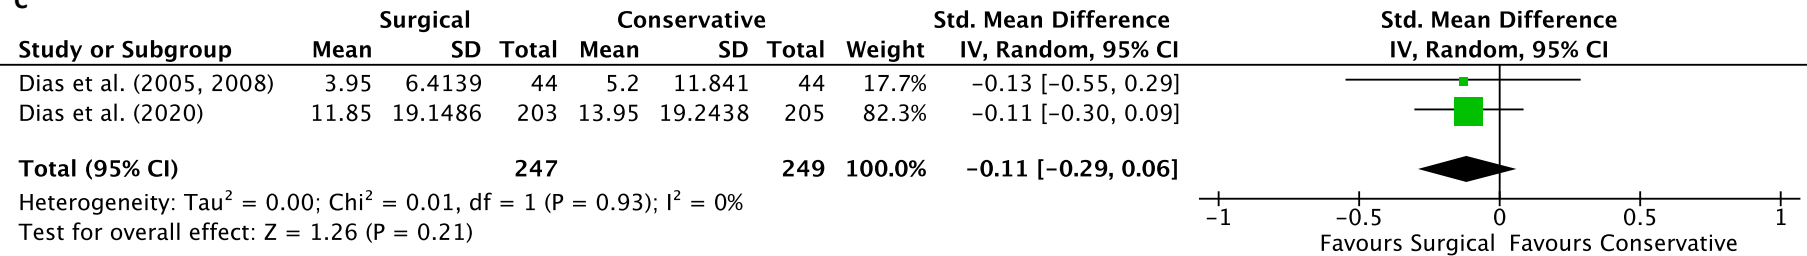 C
Surgical Conservative Std. Mean Difference Std. Mean Difference
Study or Subgroup Mean SD Total Mean SD Total Weight IV, Random, 95% CI IV, Random, 95% CI
Dias et al. (2005, 2008) 3.95 6.4139 44 5.2 11.841 44 17.7% −0.13 [−0.55, 0.29]
Dias et al. (2020) 11.85 19.1486 203 13.95 19.2438 205 82.3% −0.11 [−0.30, 0.09]
Total (95% CI) 247 249 100.0% −0.11 [−0.29, 0.06]
Heterogeneity: Tau² = 0.00; Chi² = 0.01, df = 1 (P = 0.93); I² = 0%
Test for overall effect: Z = 1.26 (P = 0.21)
−1 −0.5 0 0.5 1
Favours Surgical Favours Conservative